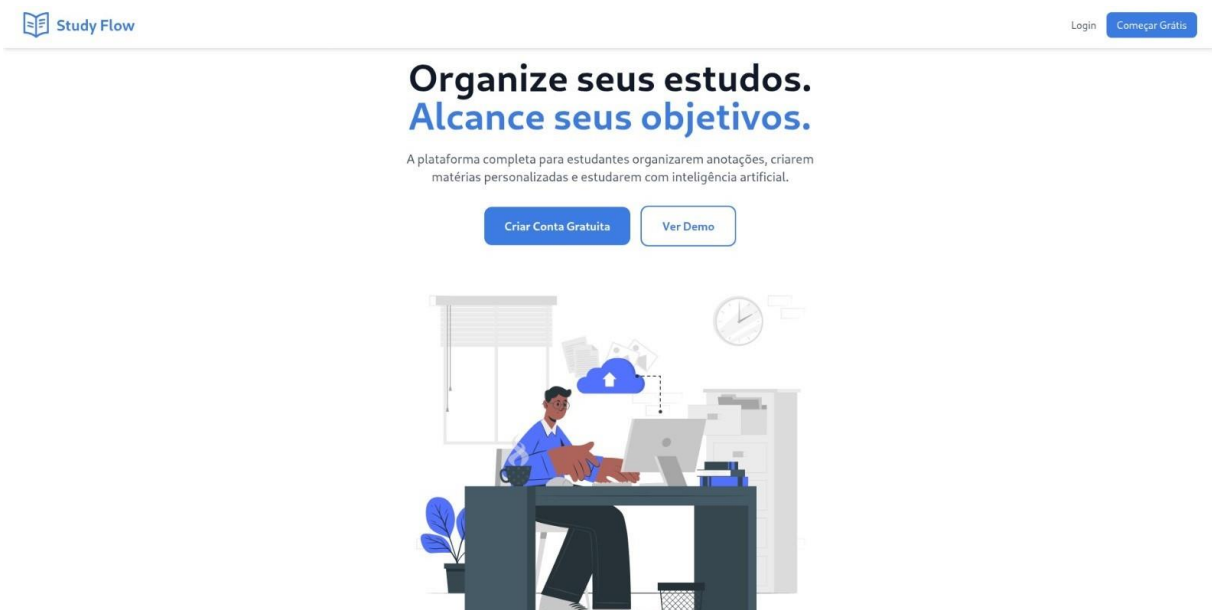 Study Flow
Login
Começar Grátis
Organize seus estudos.
Alcance seus objetivos.
A plataforma completa para estudantes organizarem anotações, criarem
matérias personalizadas e estudarem com inteligência artificial.
Criar Conta Gratuita
Ver Demo